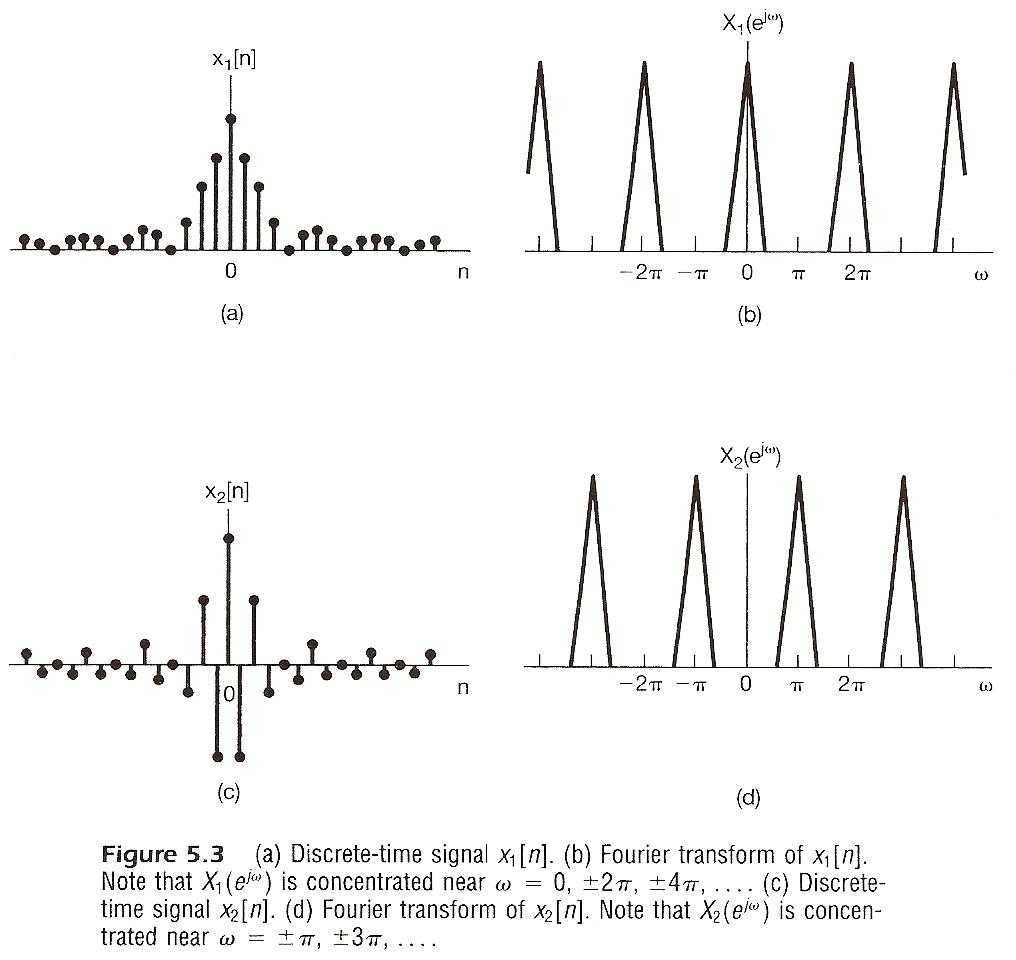 x₁[n]
0
n
(a)
X₁(e^jω)
−2π −π 0 π 2π ω
(b)
x₂[n]
0
n
(c)
X₂(e^jω)
−2π −π 0 π 2π ω
(d)
Figure 5.3 (a) Discrete-time signal x₁[n]. (b) Fourier transform of x₁[n].
Note that X₁(e^jω) is concentrated near ω = 0, ±2π, ±4π, .... (c) Discrete-
time signal x₂[n]. (d) Fourier transform of x₂[n]. Note that X₂(e^jω) is concen-
trated near ω = ±π, ±3π, ....